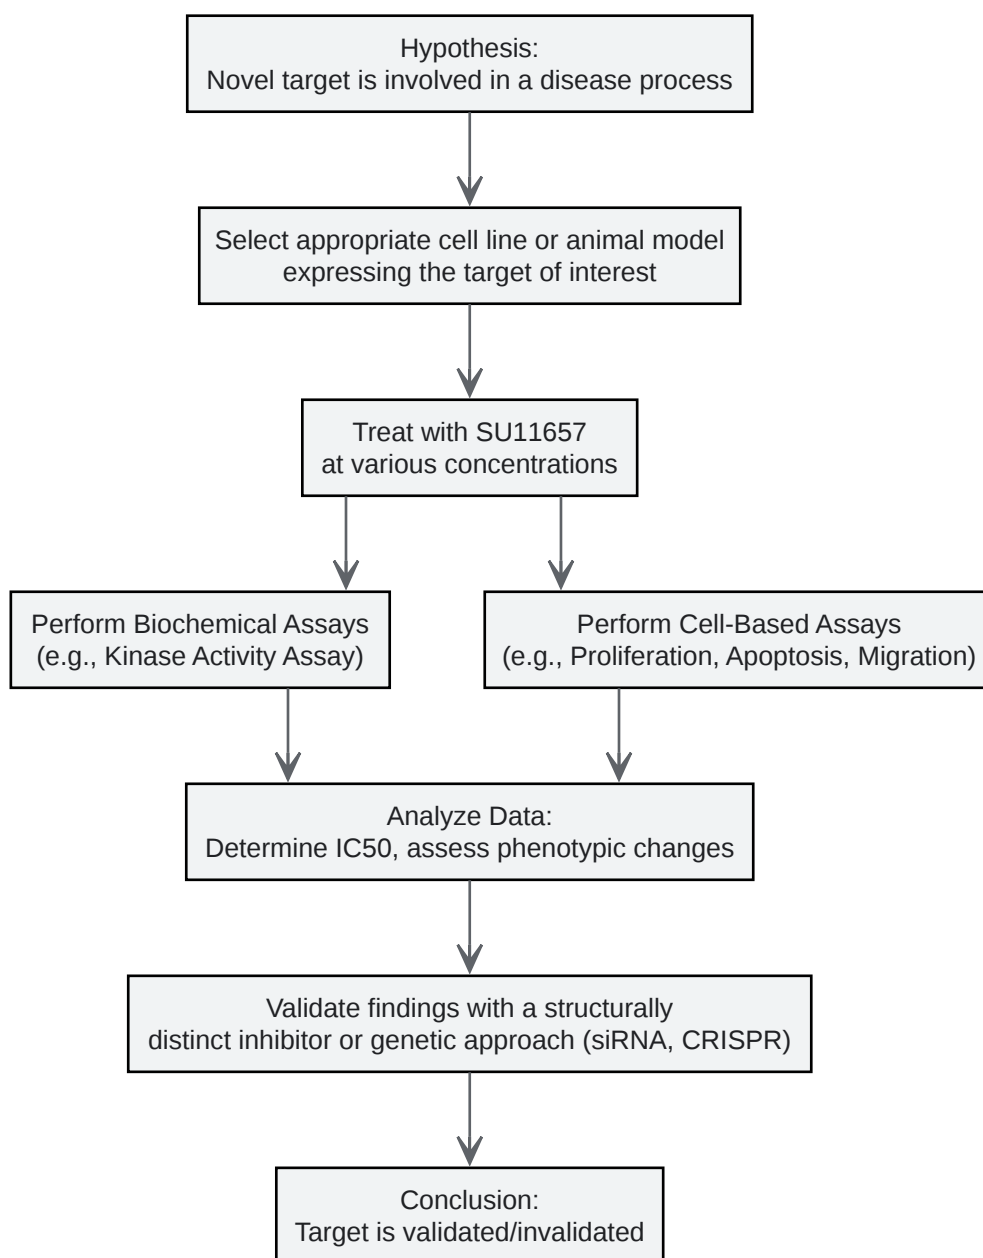 Hypothesis:
Novel target is involved in a disease process
Select appropriate cell line or animal model
expressing the target of interest
Treat with SU11657
at various concentrations
Perform Biochemical Assays
(e.g., Kinase Activity Assay)
Perform Cell-Based Assays
(e.g., Proliferation, Apoptosis, Migration)
Analyze Data:
Determine IC50, assess phenotypic changes
Validate findings with a structurally
distinct inhibitor or genetic approach (siRNA, CRISPR)
Conclusion:
Target is validated/invalidated